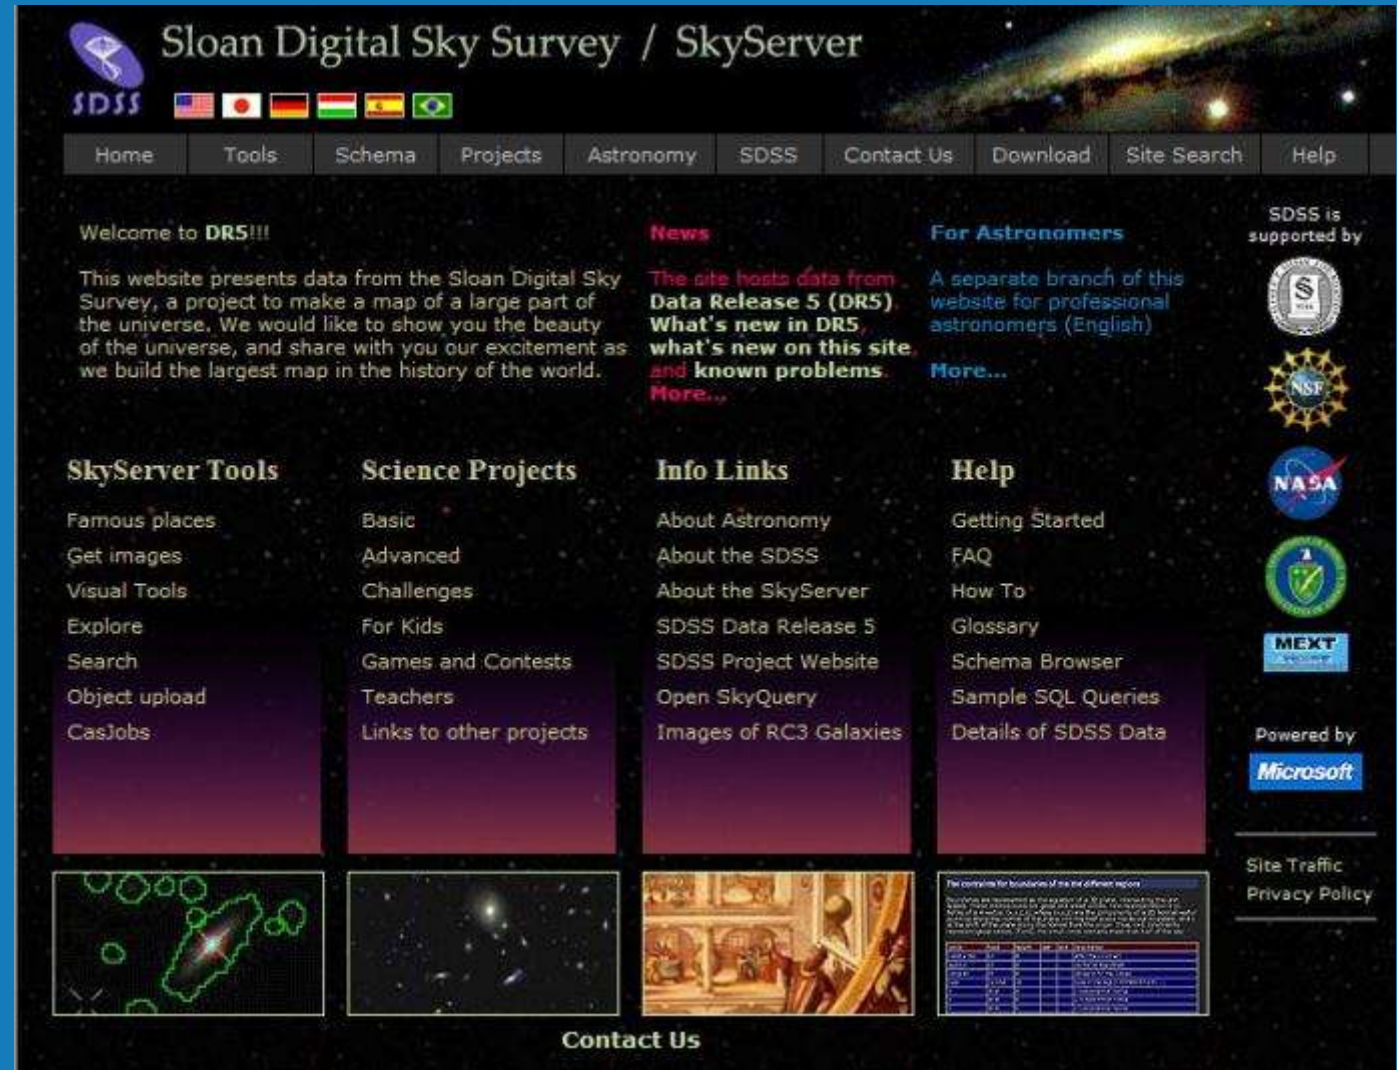 Sloan Digital Sky Survey / SkyServer
SDSS
Home Tools Schema Projects Astronomy SDSS Contact Us Download Site Search Help
Welcome to DR5!!!
This website presents data from the Sloan Digital Sky
Survey, a project to make a map of a large part of
the universe. We would like to show you the beauty
of the universe, and share with you our excitement as
we build the largest map in the history of the world.
News
The site hosts data from
Data Release 5 (DR5).
What's new in DR5,
what's new on this site,
and known problems.
More...
For Astronomers
A separate branch of this
website for professional
astronomers (English)
More...
SDSS is
supported by
S
NSF
NASA
MEXT
Powered by
Microsoft
Site Traffic
Privacy Policy
SkyServer Tools
Famous places
Get images
Visual Tools
Explore
Search
Object upload
CasJobs
Science Projects
Basic
Advanced
Challenges
For Kids
Games and Contests
Teachers
Links to other projects
Info Links
About Astronomy
About the SDSS
About the SkyServer
SDSS Data Release 5
SDSS Project Website
Open SkyQuery
Images of RC3 Galaxies
Help
Getting Started
FAQ
How To
Glossary
Schema Browser
Sample SQL Queries
Details of SDSS Data
Contact Us